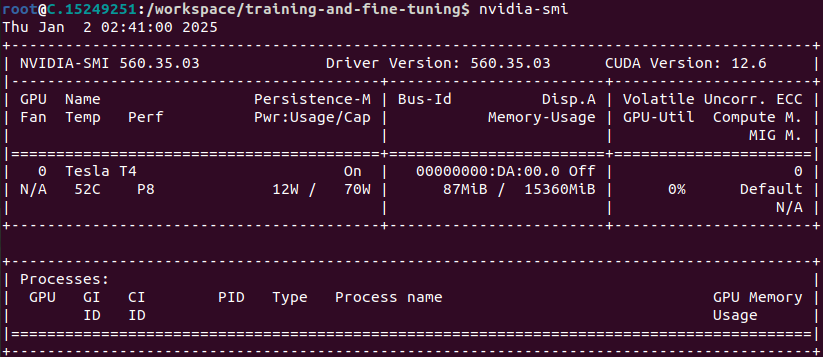 root@C.15249251:/workspace/training-and-fine-tuning$ nvidia-smi
Thu Jan  2 02:41:00 2025
+-----------------------------------------------------------------------------------------+
| NVIDIA-SMI 560.35.03              Driver Version: 560.35.03      CUDA Version: 12.6     |
|-----------------------------------------+------------------------+----------------------+
| GPU  Name                 Persistence-M | Bus-Id          Disp.A | Volatile Uncorr. ECC |
| Fan  Temp   Perf          Pwr:Usage/Cap |           Memory-Usage | GPU-Util  Compute M. |
|                                         |                        |               MIG M. |
|=========================================+========================+======================|
|   0  Tesla T4                       On  |   00000000:DA:00.0 Off |                    0 |
| N/A   52C    P8             12W /   70W |      87MiB /  15360MiB |      0%      Default |
|                                         |                        |                  N/A |
+-----------------------------------------+------------------------+----------------------+
+-----------------------------------------------------------------------------------------+
| Processes:                                                                              |
|  GPU   GI   CI        PID   Type   Process name                              GPU Memory |
|        ID   ID                                                               Usage      |
|=========================================================================================|
+-----------------------------------------------------------------------------------------+